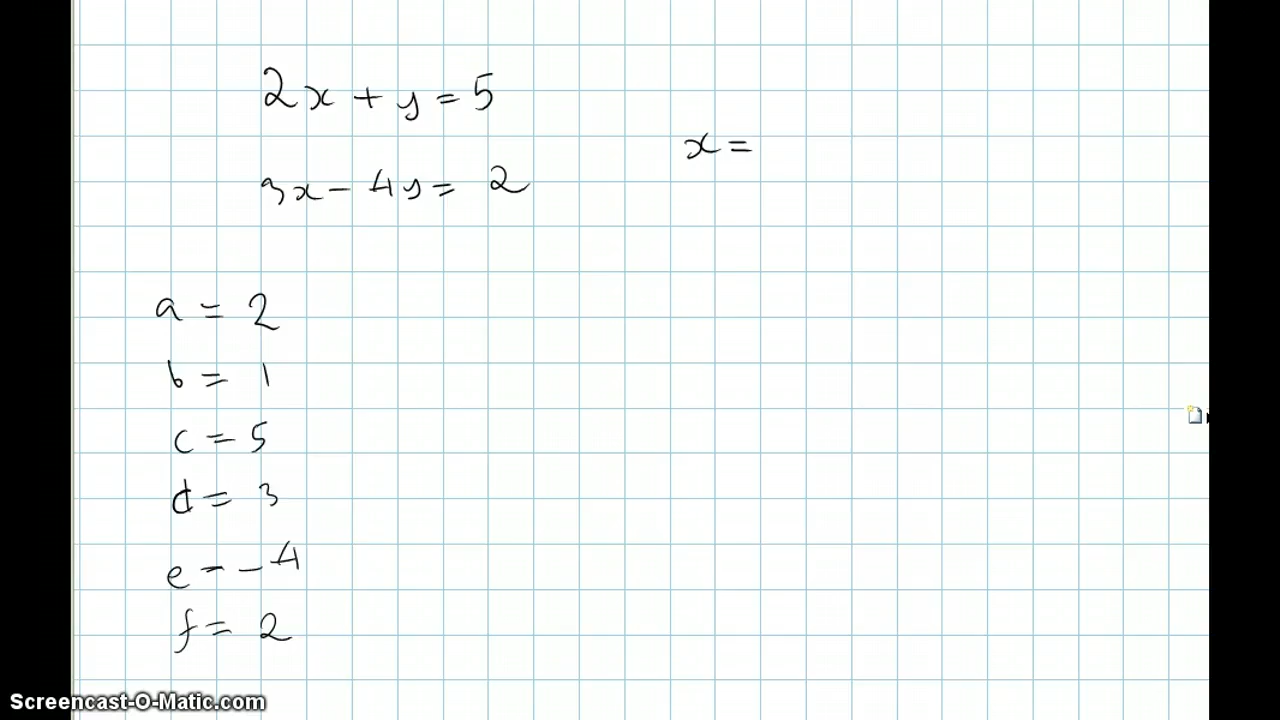 2x + y = 5
x =
3x - 4y = 2
a = 2
b = 1
c = 5
d = 3
e = -4
f = 2
Screencast-O-Matic.com